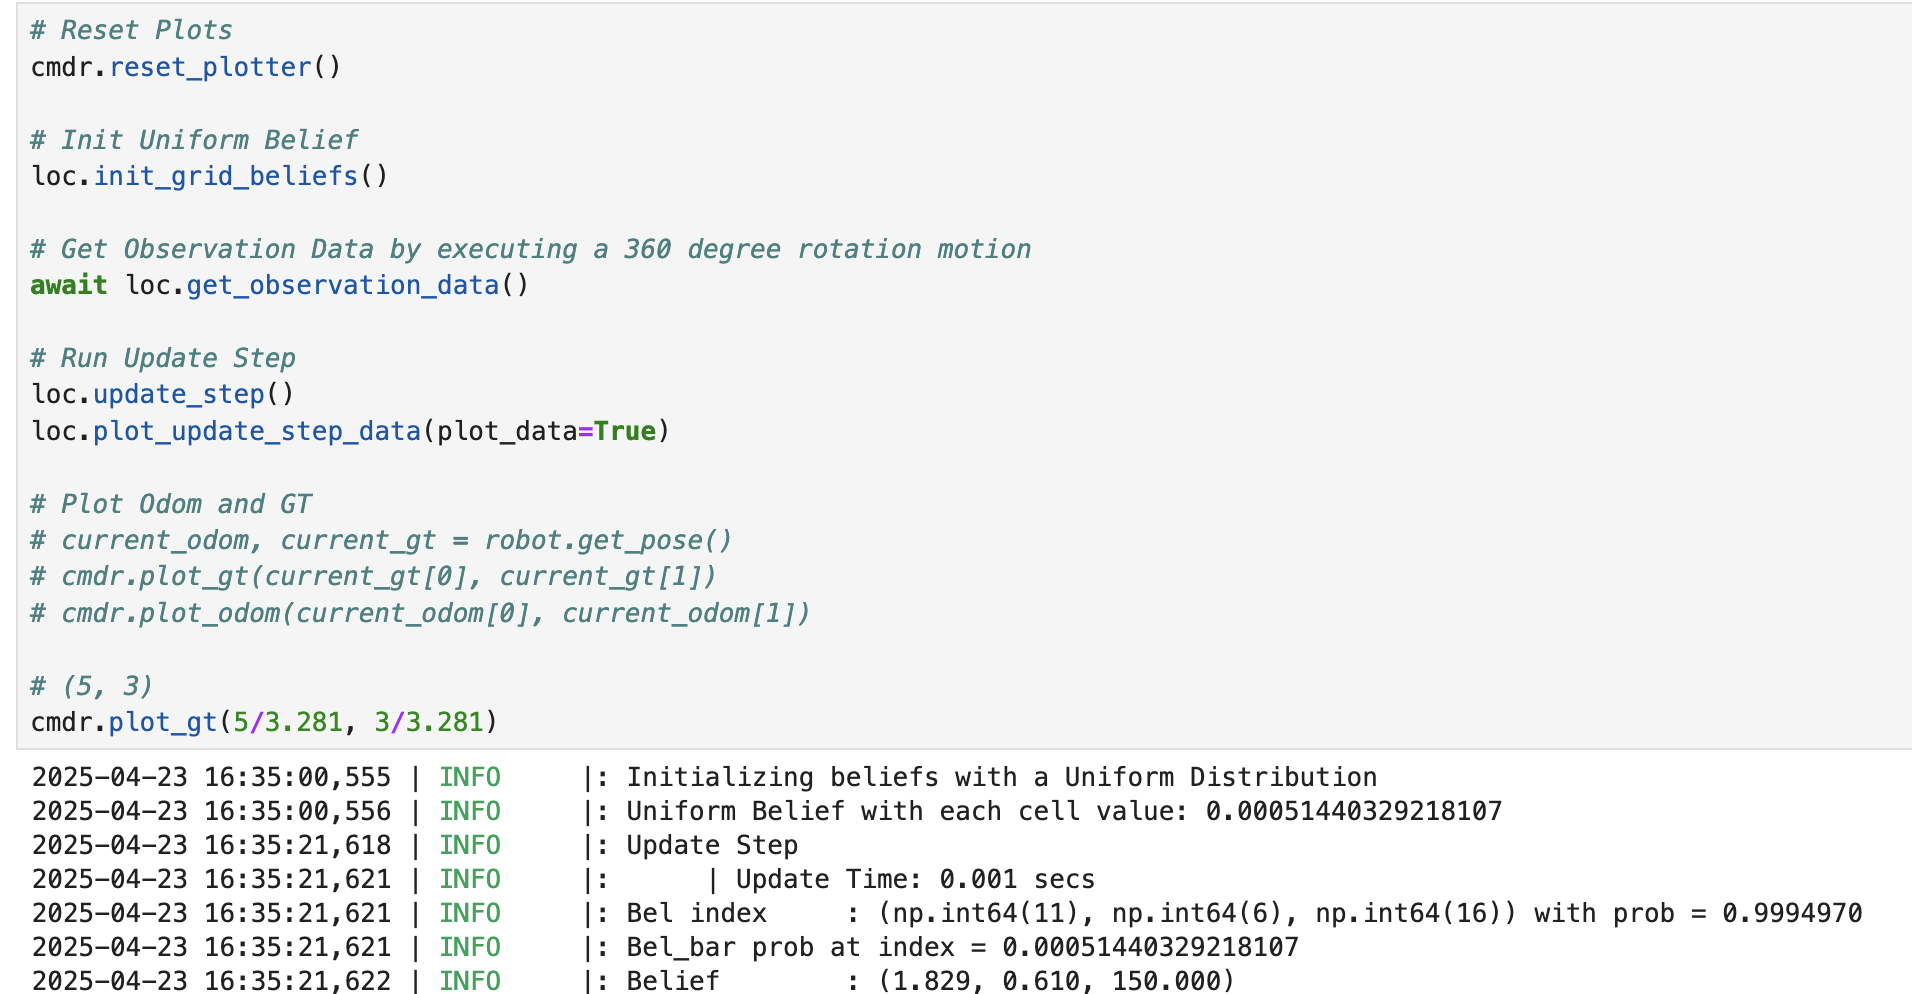 # Reset Plots
cmdr.reset_plotter()
# Init Uniform Belief
loc.init_grid_beliefs()
# Get Observation Data by executing a 360 degree rotation motion
await loc.get_observation_data()
# Run Update Step
loc.update_step()
loc.plot_update_step_data(plot_data=True)
# Plot Odom and GT
# current_odom, current_gt = robot.get_pose()
# cmdr.plot_gt(current_gt[0], current_gt[1])
# cmdr.plot_odom(current_odom[0], current_odom[1])
# (5, 3)
cmdr.plot_gt(5/3.281, 3/3.281)
2025-04-23 16:35:00,555 | INFO     |: Initializing beliefs with a Uniform Distribution
2025-04-23 16:35:00,556 | INFO     |: Uniform Belief with each cell value: 0.00051440329218107
2025-04-23 16:35:21,618 | INFO     |: Update Step
2025-04-23 16:35:21,621 | INFO     |:      | Update Time: 0.001 secs
2025-04-23 16:35:21,621 | INFO     |: Bel index     : (np.int64(11), np.int64(6), np.int64(16)) with prob = 0.9994970
2025-04-23 16:35:21,621 | INFO     |: Bel_bar prob at index = 0.00051440329218107
2025-04-23 16:35:21,622 | INFO     |: Belief        : (1.829, 0.610, 150.000)